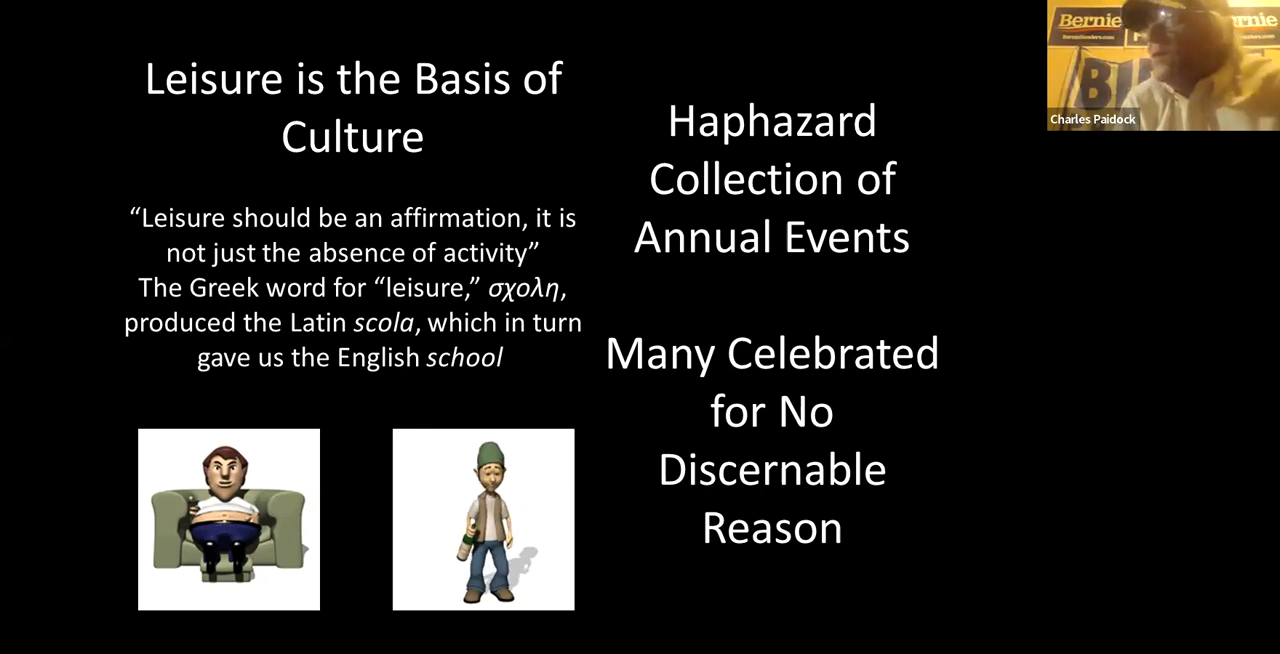 Leisure is the Basis of
Culture
“Leisure should be an affirmation, it is
not just the absence of activity”
The Greek word for “leisure,” σχολη,
produced the Latin scola, which in turn
gave us the English school
Haphazard
Collection of
Annual Events
Many Celebrated
for No
Discernable
Reason
Bernie
Charles Paidock